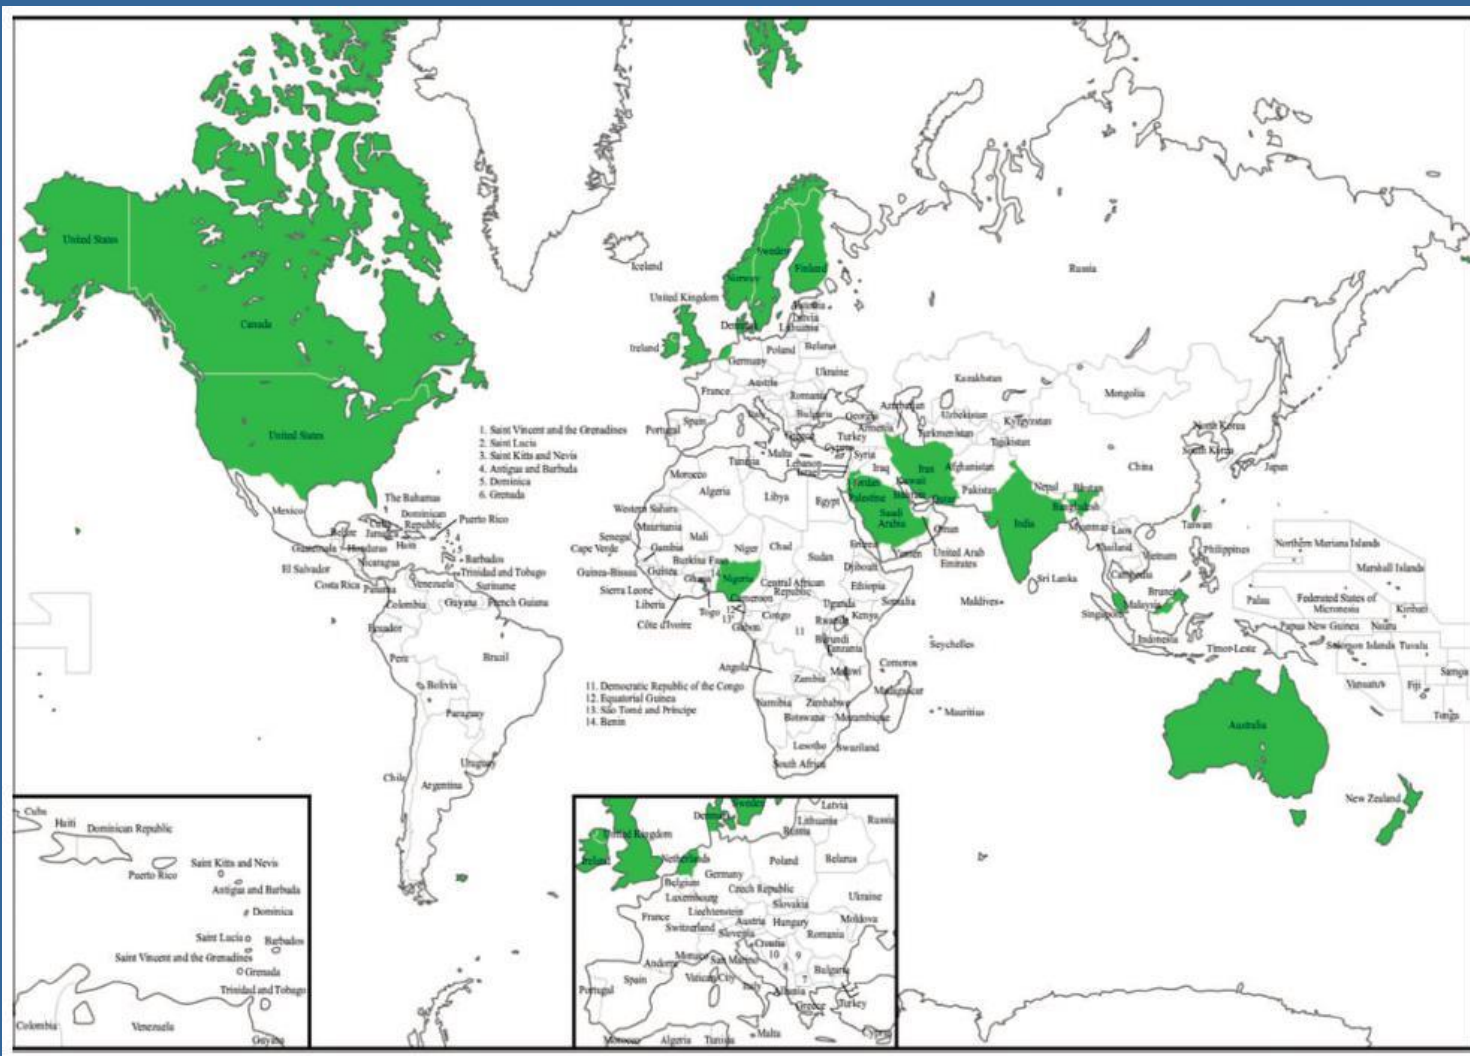 United States
Canada
United States
Mexico
1. Saint Vincent and the Grenadines
2. Saint Lucia
3. Saint Kitts and Nevis
4. Antigua and Barbuda
5. Dominica
6. Grenada
The Bahamas
Cuba
Dominican
Republic
Puerto Rico
Belize
Jamaica
Haiti
4
5
Guatemala
Honduras
Barbados
El Salvador
Nicaragua
Trinidad and Tobago
Costa Rica
Panama
Venezuela
Suriname
Colombia
Guyana
French Guiana
Ecuador
Peru
Brazil
Bolivia
Paraguay
Chile
Uruguay
Argentina
Iceland
Norway
Sweden
Finland
Russia
United Kingdom
Ireland
Denmark
Estonia
Latvia
Lithuania
Poland
Belarus
Germany
Ukraine
France
Austria
Romania
Italy
Bulgaria
Spain
Portugal
Greece
Turkey
Georgia
Armenia
Azerbaijan
Kazakhstan
Uzbekistan
Turkmenistan
Kyrgyzstan
Tajikistan
Mongolia
North Korea
South Korea
Japan
China
Malta
Cyprus
Syria
Lebanon
Israel
Iraq
Iran
Afghanistan
Jordan
Kuwait
Palestine
Bahrain
Qatar
Pakistan
Nepal
Bhutan
Bangladesh
India
Saudi
Arabia
Oman
Yemen
United Arab
Emirates
Myanmar
Laos
Taiwan
Thailand
Vietnam
Philippines
Cambodia
Sri Lanka
Maldives
Brunei
Malaysia
Singapore
Indonesia
Timor-Leste
Northern Mariana Islands
Marshall Islands
Palau
Federated States of
Micronesia
Kiribati
Papua New Guinea
Nauru
Solomon Islands
Tuvalu
Samoa
Vanuatu
Fiji
Tonga
Australia
New Zealand
Morocco
Tunisia
Algeria
Libya
Egypt
Western Sahara
Mauritania
Mali
Niger
Chad
Sudan
Eritrea
Senegal
Cape Verde
Gambia
Burkina Faso
Djibouti
Guinea-Bissau
Guinea
Ghana
14
Nigeria
Central African
Republic
Ethiopia
Sierra Leone
Cameroon
Somalia
Liberia
Togo
12
13
Congo
Uganda
Kenya
Côte d'Ivoire
Gabon
11
Rwanda
Burundi
Tanzania
Seychelles
Angola
Comoros
Zambia
Malawi
Madagascar
11. Democratic Republic of the Congo
12. Equatorial Guinea
13. São Tomé and Príncipe
14. Benin
Namibia
Zimbabwe
Botswana
Mozambique
Mauritius
Lesotho
Swaziland
South Africa
Cuba
Haiti
Dominican Republic
Puerto Rico
Saint Kitts and Nevis
Antigua and Barbuda
Dominica
Saint Lucia
Barbados
Saint Vincent and the Grenadines
Grenada
Trinidad and Tobago
Colombia
Venezuela
Guyana
Sweden
Denmark
Latvia
Lithuania
Russia
Russia
United Kingdom
Ireland
Netherlands
Poland
Belarus
Germany
Belgium
Czech Republic
Luxembourg
Slovakia
Ukraine
Liechtenstein
France
Austria
Hungary
Moldova
Switzerland
Slovenia
Romania
Croatia
Monaco
San Marino
10
9
Andorra
8
Bulgaria
Spain
Vatican City
Italy
7
Portugal
Albania
Greece
Turkey
Malta
Cyprus
Morocco
Algeria
Tunisia